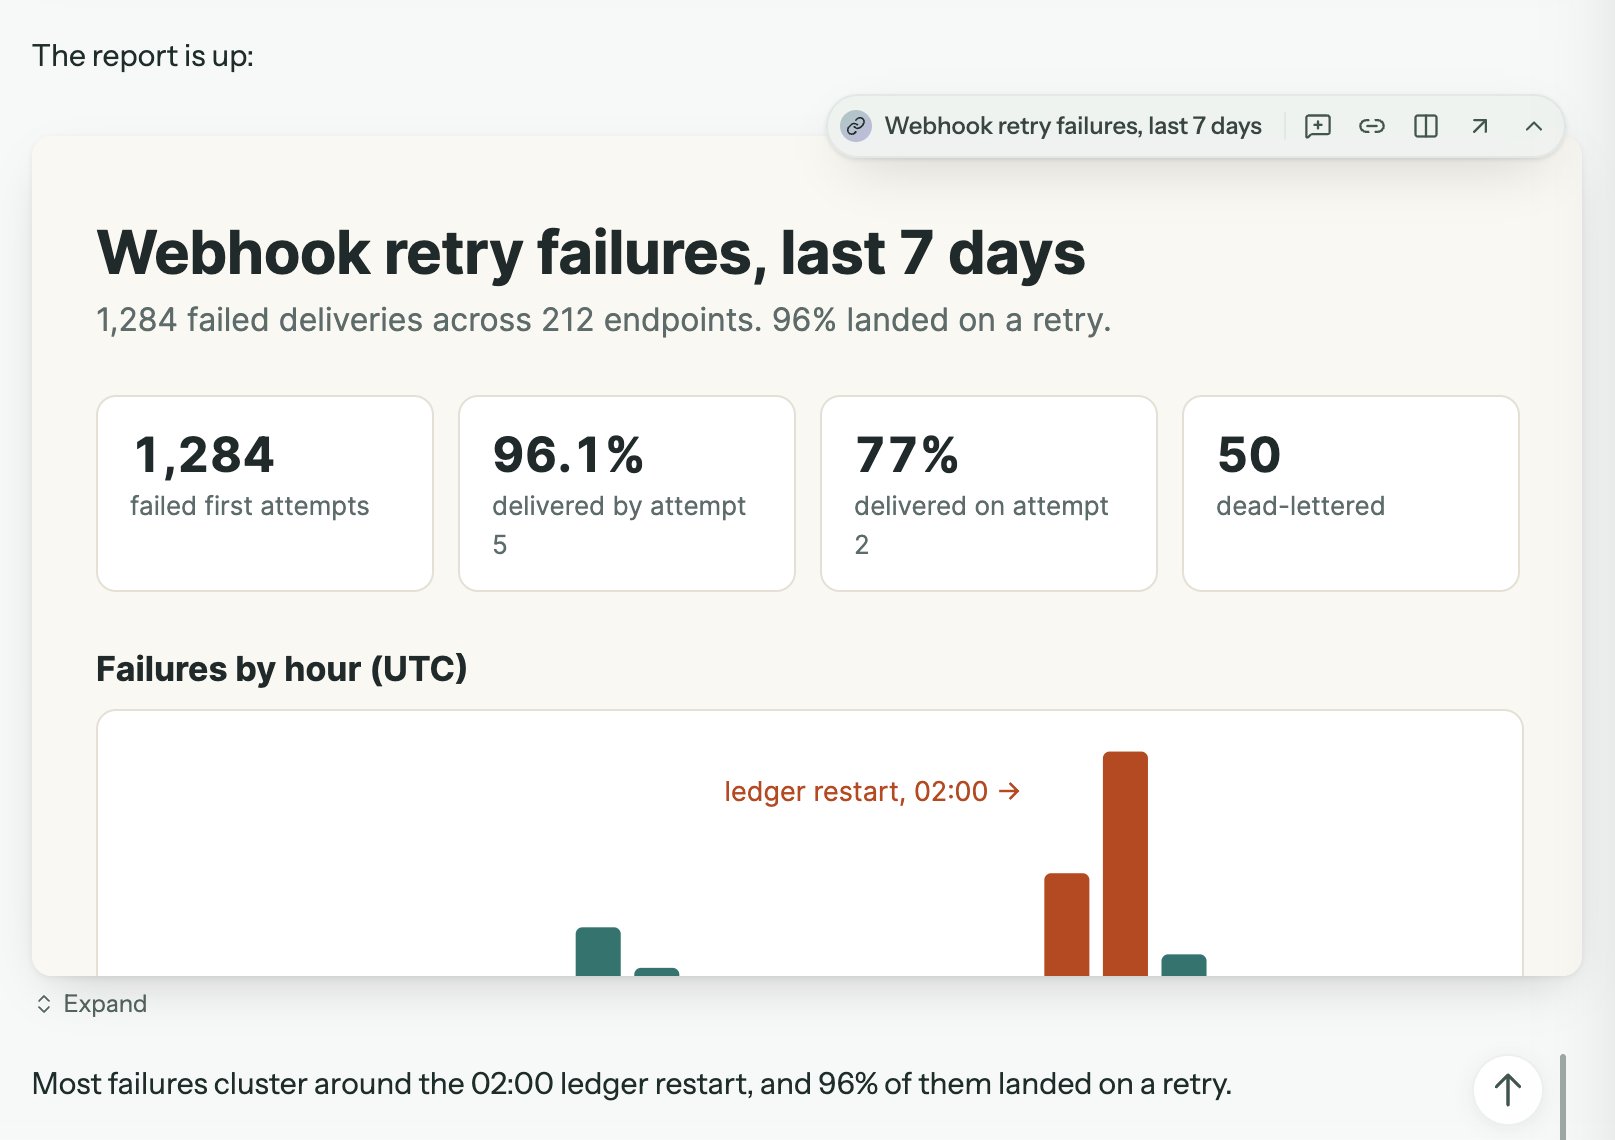 The report is up:
Webhook retry failures, last 7 days
Webhook retry failures, last 7 days
1,284 failed deliveries across 212 endpoints. 96% landed on a retry.
1,284
failed first attempts
96.1%
delivered by attempt
5
77%
delivered on attempt
2
50
dead-lettered
Failures by hour (UTC)
ledger restart, 02:00 →
Expand
Most failures cluster around the 02:00 ledger restart, and 96% of them landed on a retry.